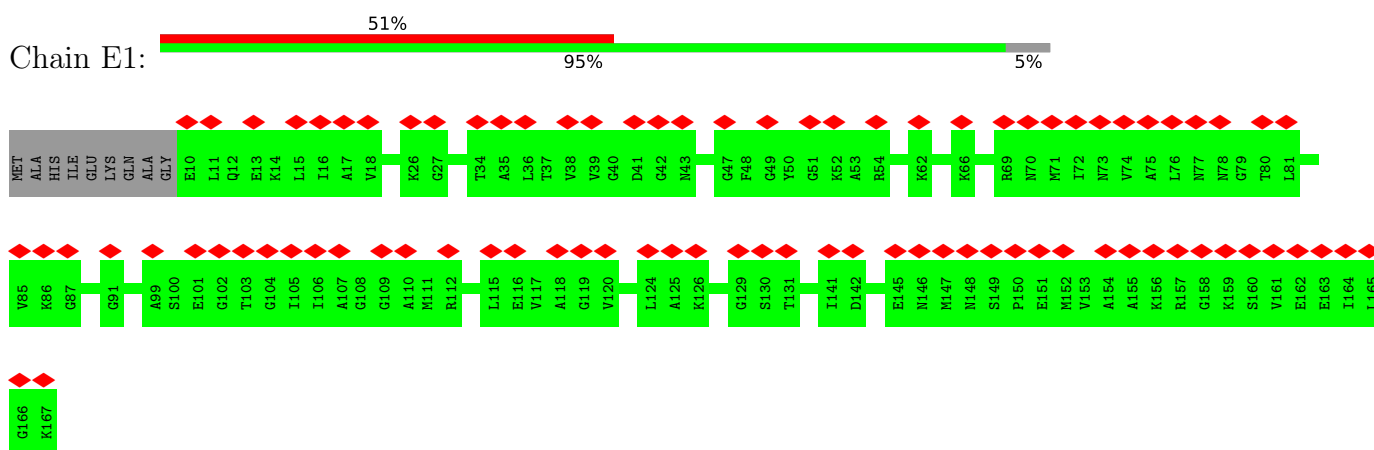 51%
Chain E1:
95% 5%
MET ALA HIS ILE GLU LYS GLN ALA GLY E10 L11 Q12 E13 K14 L15 I16 A17 V18 K26 G27 T34 A35 L36 T37 V38 V39 G40 D41 G42 N43 G47 F48 G49 Y50 G51 K52 A53 R54 K62 K66 R69 N70 M71 I72 N73 V74 A75 L76 N77 N78 G79 T80 L81
V85 K86 G87 G91 A99 S100 E101 G102 T103 G104 I105 I106 A107 G108 G109 A110 M111 R112 L115 E116 V117 A118 G119 V120 L124 A125 K126 G129 S130 T131 I141 D142 E145 N146 M147 N148 S149 P150 E151 M152 V153 A154 A155 K156 R157 G158 K159 S160 V161 E162 E163 I164 L165
G166 K167